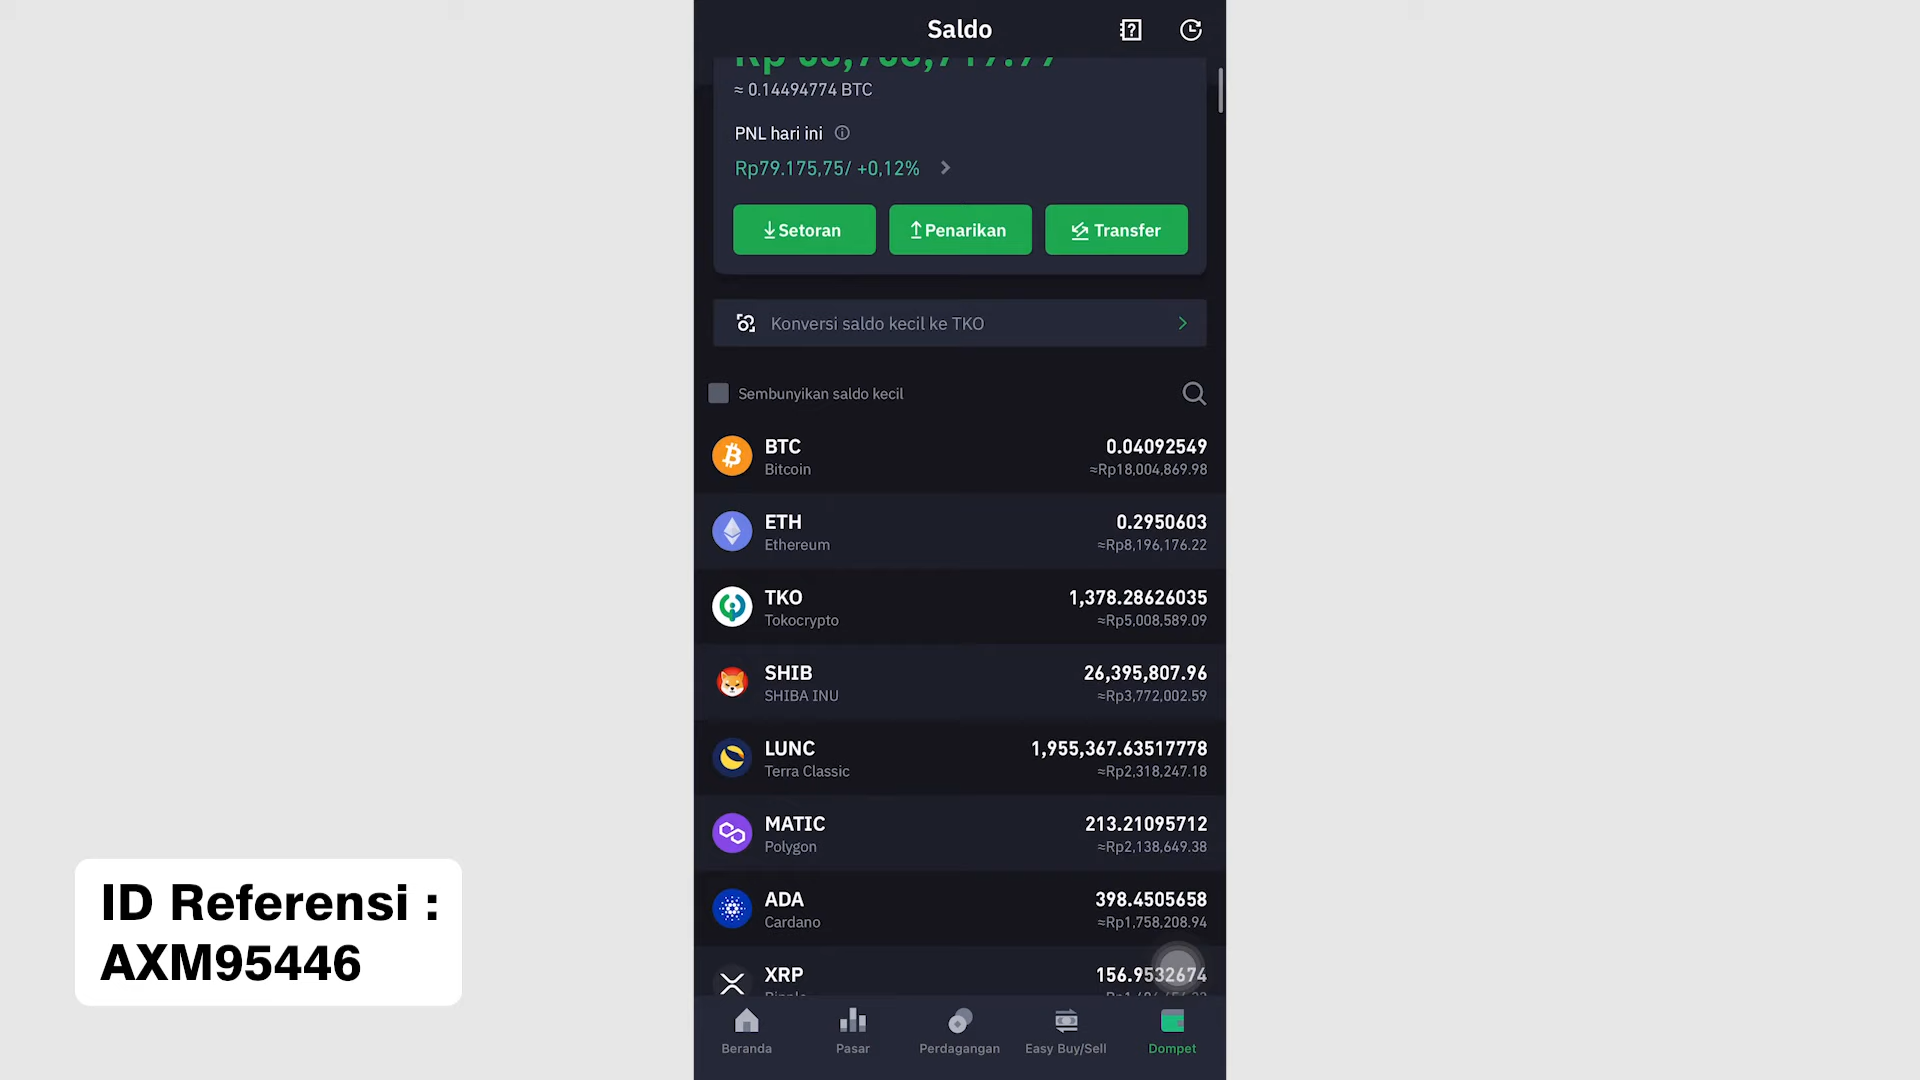 Saldo
≈ 0.14494774 BTC
PNL hari ini
Rp79.175,75/ +0,12%
Setoran
Penarikan
Transfer
Konversi saldo kecil ke TKO
Sembunyikan saldo kecil
BTC 0.04092549
Bitcoin ≈Rp18,004,869.98
ETH 0.2950603
Ethereum ≈Rp8,196,176.22
TKO 1,378.28626035
Tokocrypto ≈Rp5,008,589.09
SHIB 26,395,807.96
SHIBA INU ≈Rp3,772,002.59
LUNC 1,955,367.63517778
Terra Classic ≈Rp2,318,247.18
MATIC 213.21095712
Polygon ≈Rp2,138,649.38
ADA 398.4505658
Cardano ≈Rp1,758,208.94
XRP 156.9532674
Beranda
Pasar
Perdagangan
Easy Buy/Sell
Dompet
ID Referensi :
AXM95446